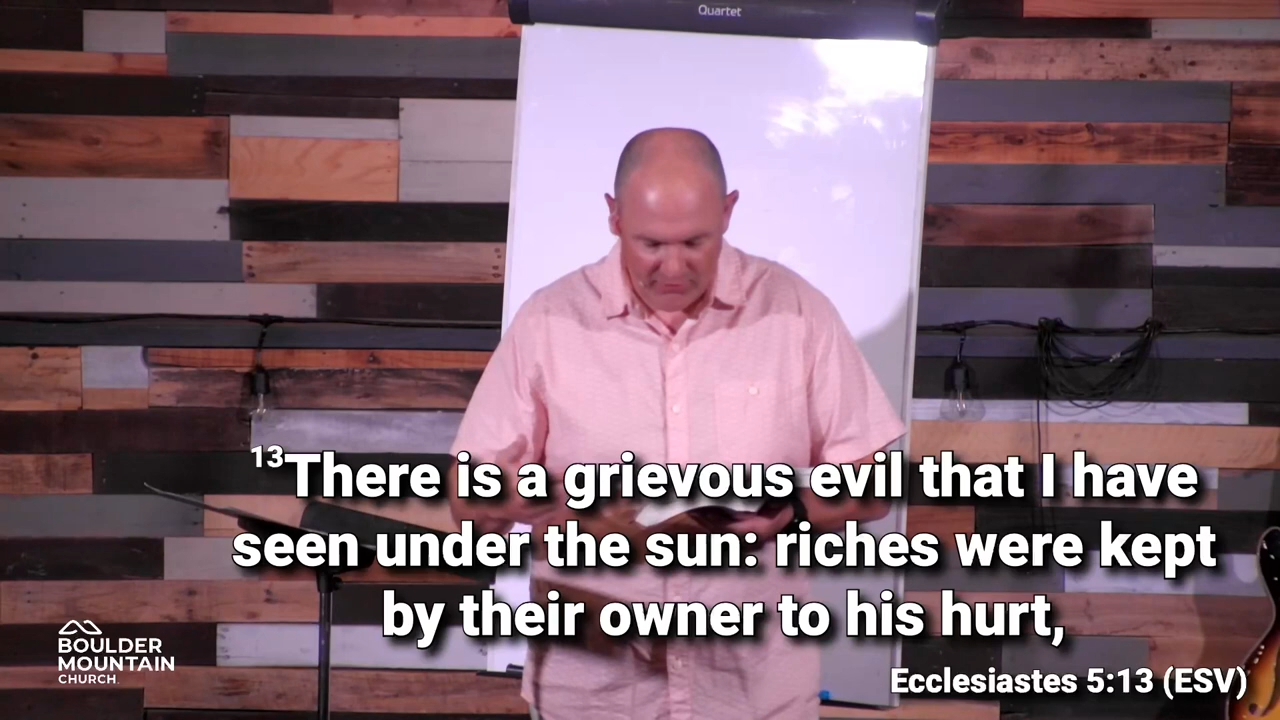 Quartet
¹³There is a grievous evil that I have
seen under the sun: riches were kept
by their owner to his hurt,
Ecclesiastes 5:13 (ESV)
BOULDER
MOUNTAIN
CHURCH